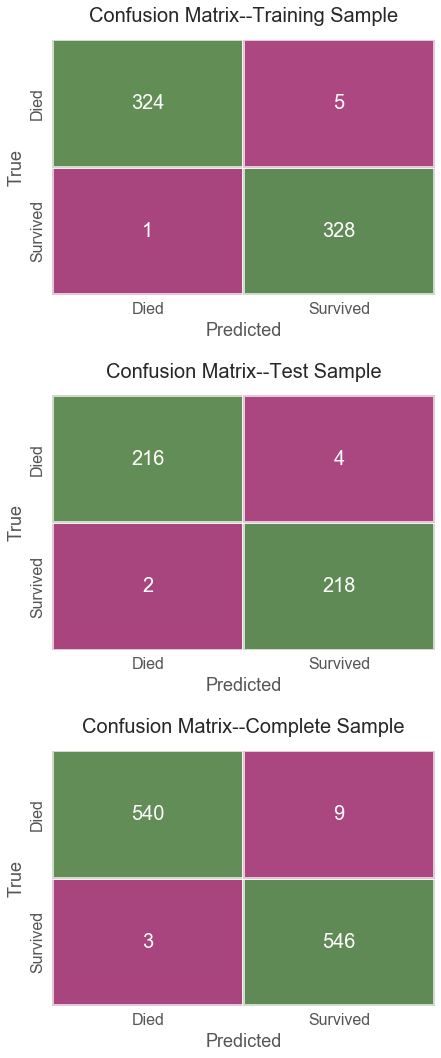 Confusion Matrix--Training Sample
Died 324 5
True
Survived 1 328
Died Survived
Predicted
Confusion Matrix--Test Sample
Died 216 4
True
Survived 2 218
Died Survived
Predicted
Confusion Matrix--Complete Sample
Died 540 9
True
Survived 3 546
Died Survived
Predicted